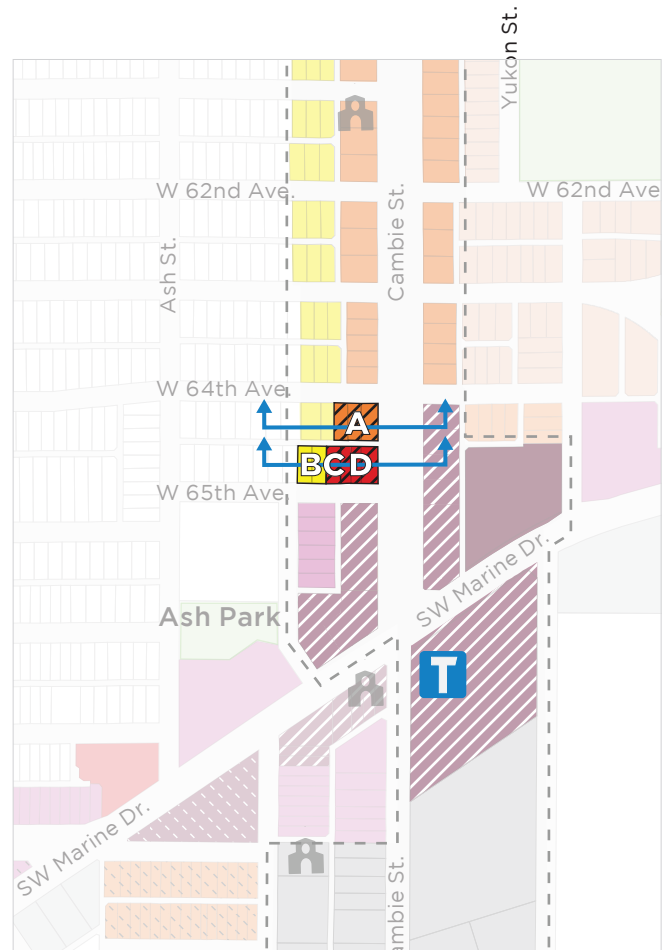 Yukon St.
W 62nd Ave.
W 62nd Ave
Cambie St.
Ash St.
W 64th Ave.
A
B C D
W 65th Ave.
SW Marine Dr.
Ash Park
T
SW Marine Dr.
ambie St.